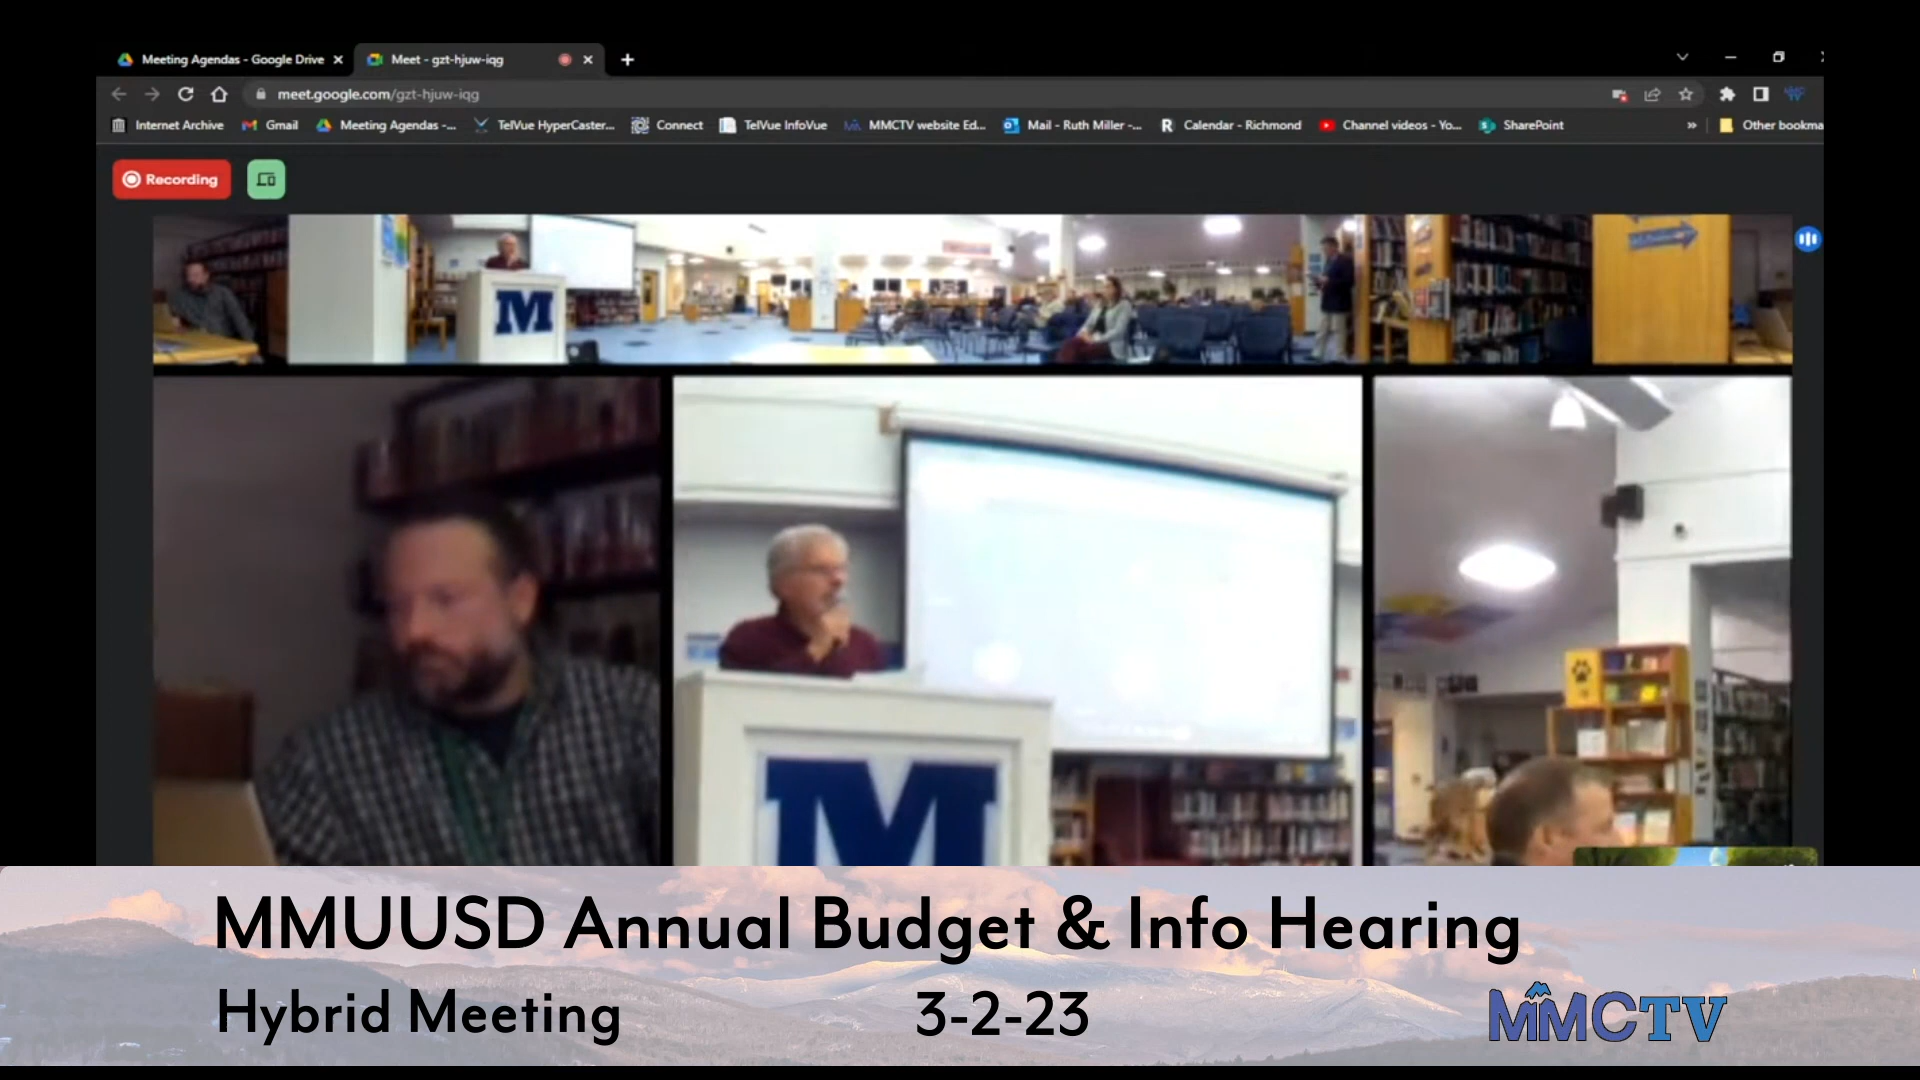 Meeting Agendas - Google Drive
Meet - gzt-hjuw-iqg
meet.google.com/gzt-hjuw-iqg
Internet Archive
Gmail
Meeting Agendas -...
TelVue HyperCaster...
Connect
TelVue InfoVue
MMCTV website Ed...
Mail - Ruth Miller -...
R
Calendar - Richmond
Channel videos - Yo...
SharePoint
»
Other bookma
Recording
M
M
MMUUSD Annual Budget & Info Hearing
Hybrid Meeting
3-2-23
MMCTV